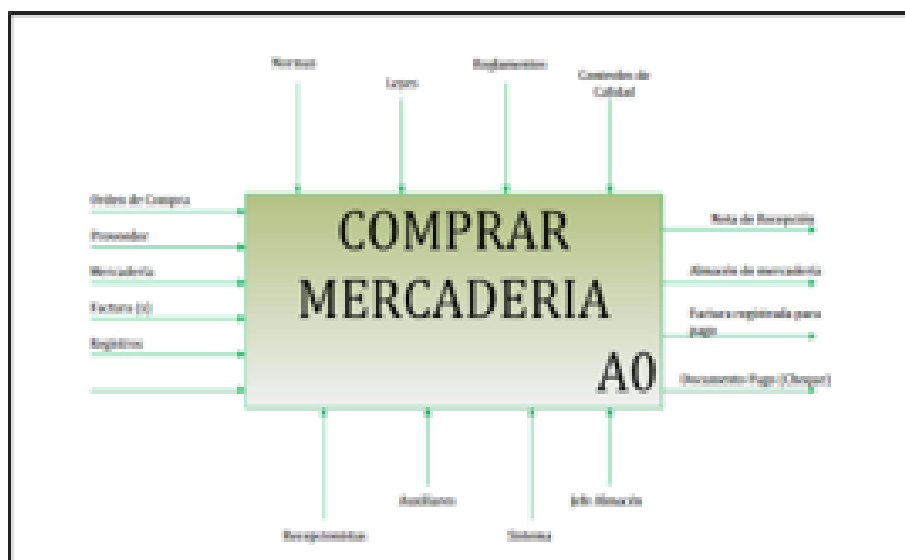 Normas
Leyes
Reglamentos
Controles de
Calidad
Orden de Compra
Proveedor
Mercadería
Factura (s)
Registros
COMPRAR
MERCADERIA
A0
Nota de Recepción
Almacén de mercadería
Factura registrada para
pago
Documento Pago (Cheque)
Recepcionistas
Auxiliares
Sistema
Jefe Almacén